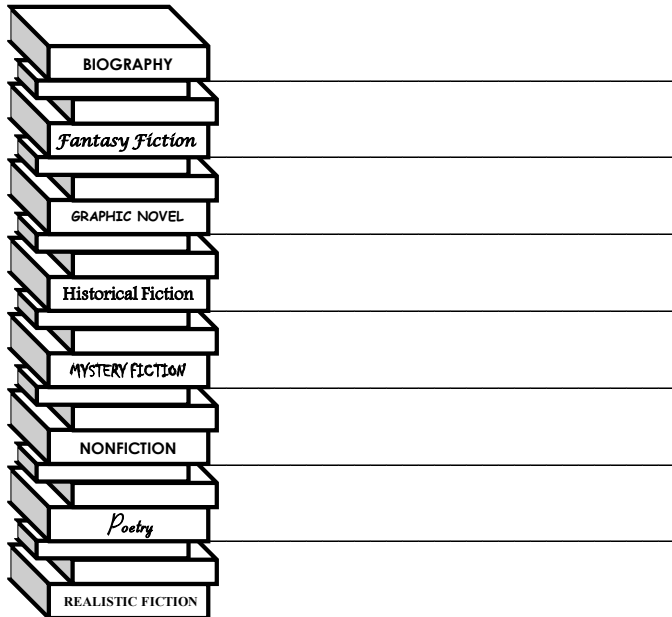 BIOGRAPHY
Fantasy Fiction
GRAPHIC NOVEL
Historical Fiction
MYSTERY FICTION
NONFICTION
Poetry
REALISTIC FICTION